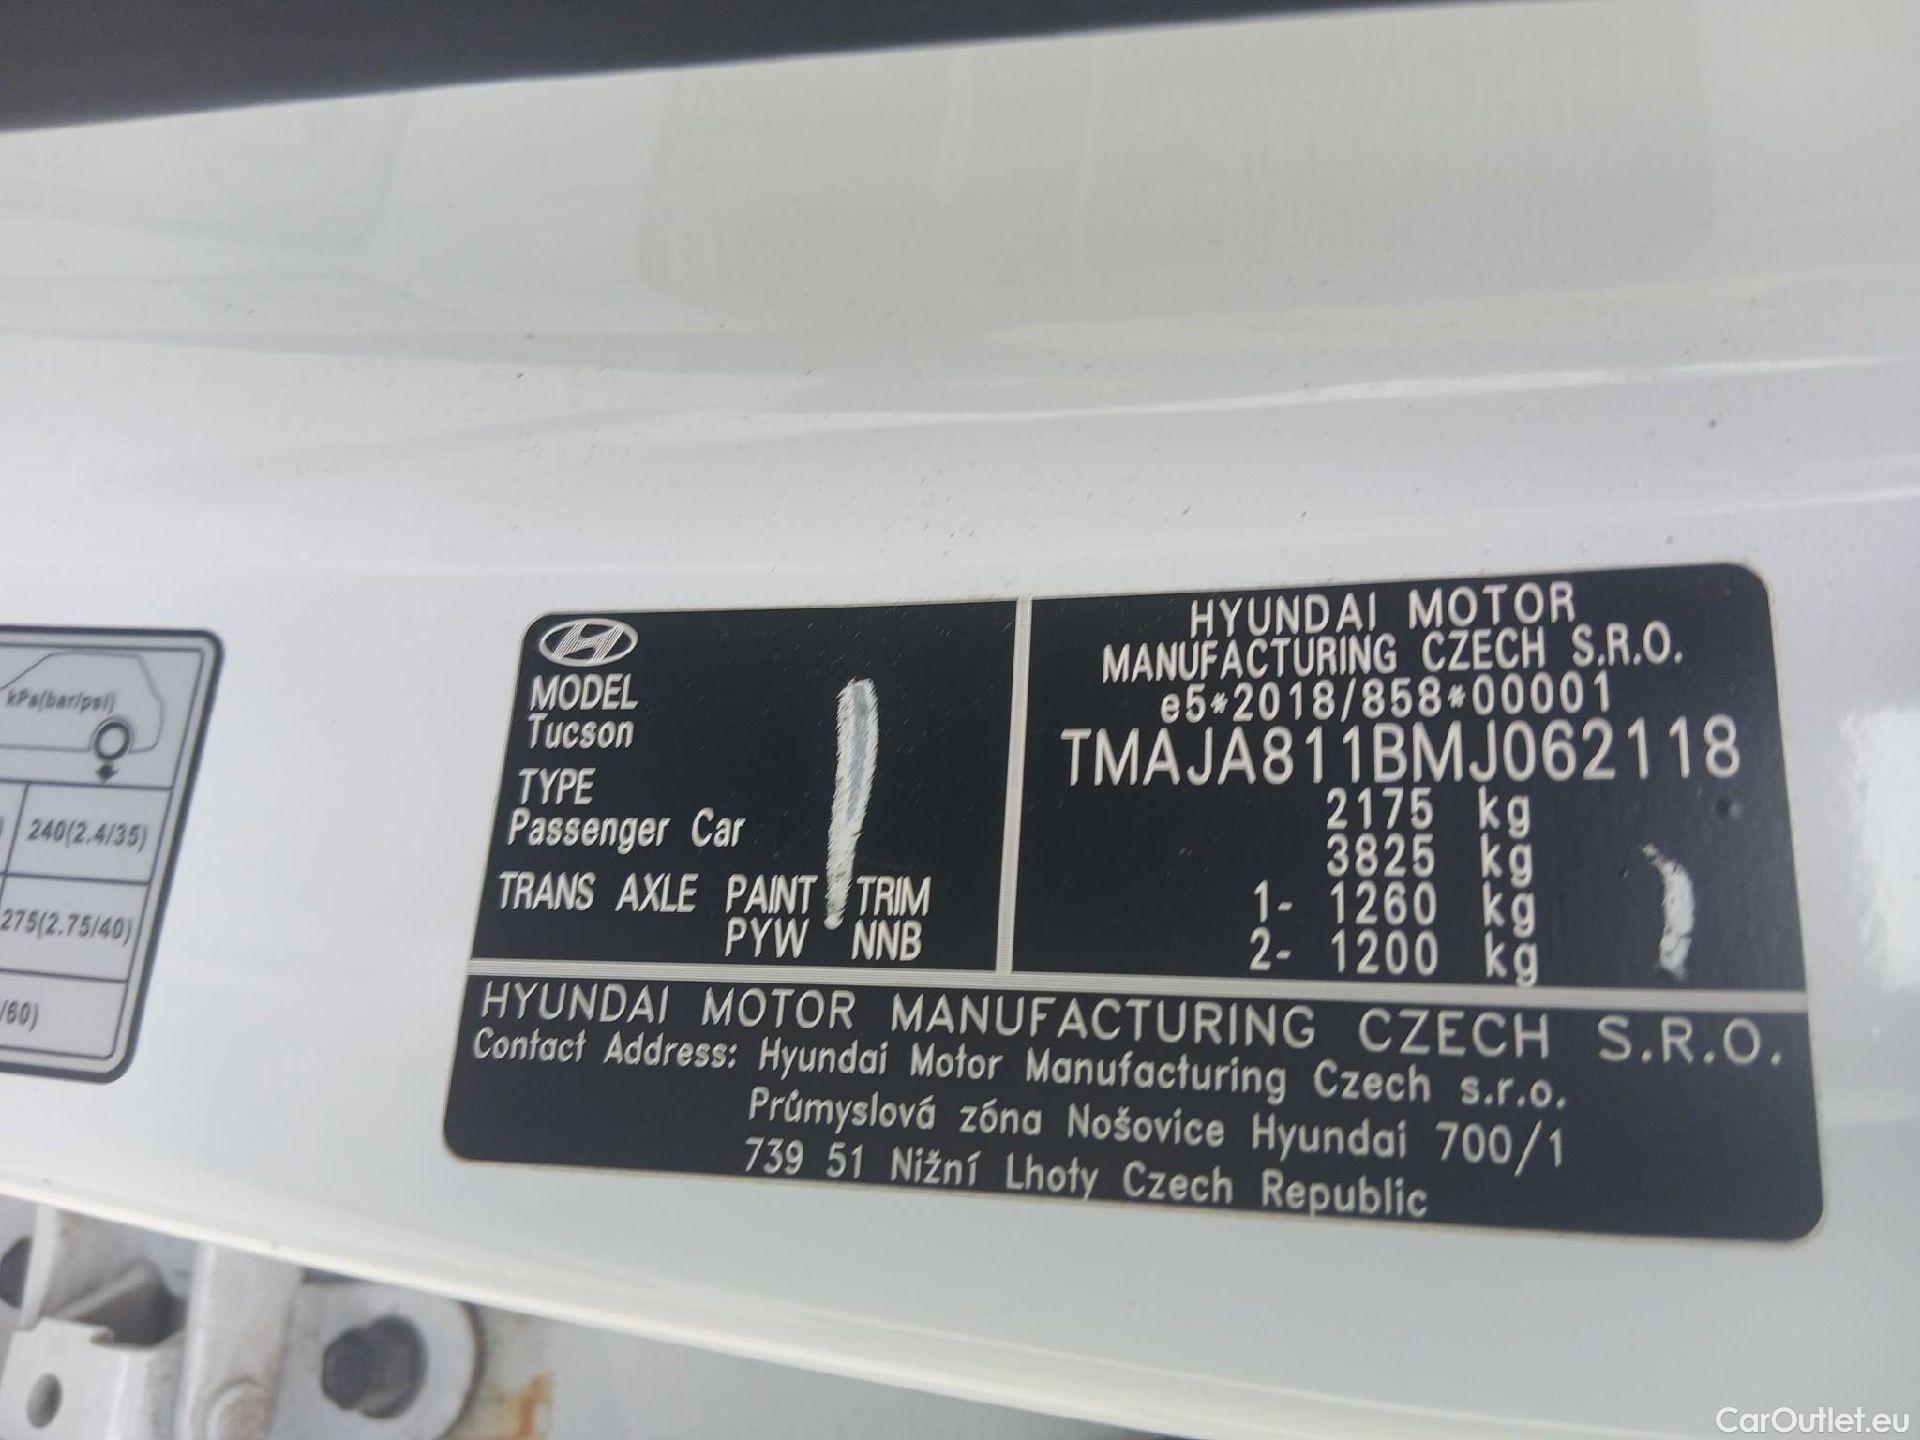 kPa(bar/psi)
240(2.4/35)
275(2.75/40)
/60)
MODEL
Tucson
TYPE
Passenger Car
TRANS AXLE PAINT TRIM
PYW NNB
HYUNDAI MOTOR
MANUFACTURING CZECH S.R.O.
e5*2018/858*00001
TMAJA811BMJ062118
2175 kg
3825 kg
1- 1260 kg
2- 1200 kg
HYUNDAI MOTOR MANUFACTURING CZECH S.R.O.
Contact Address: Hyundai Motor Manufacturing Czech s.r.o.
Průmyslová zóna Nošovice Hyundai 700/1
739 51 Nižní Lhoty Czech Republic
CarOutlet.eu